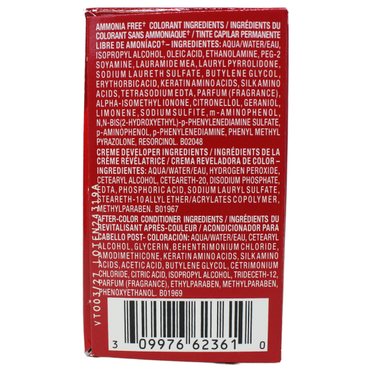 AMMONIA FREE† COLORANT INGREDIENTS / INGRÉDIENTS DU
COLORANT SANS AMMONIAQUE† / TINTE CAPILAR PERMANENTE
LIBRE DE AMONÍACO† – INGREDIENTES: AQUA/WATER/EAU,
ISOPROPYL ALCOHOL, OLEIC ACID, ETHANOLAMINE, PEG-2
SOYAMINE, LAURAMIDE MEA, LAURYL PYRROLIDONE,
SODIUM LAURETH SULFATE, BUTYLENE GLYCOL,
ERYTHORBIC ACID, KERATIN AMINO ACIDS, SILK AMINO
ACIDS, TETRASODIUM EDTA, PARFUM (FRAGRANCE),
ALPHA-ISOMETHYL IONONE, CITRONELLOL, GERANIOL,
LIMONENE, SODIUM SULFITE, m-AMINOPHENOL,
N,N-BIS(2-HYDROXYETHYL)-p-PHENYLENEDIAMINE SULFATE,
p-AMINOPHENOL, p-PHENYLENEDIAMINE, PHENYL METHYL
PYRAZOLONE, RESORCINOL. B02048
CREME DEVELOPER INGREDIENTS / INGRÉDIENTS DE LA
CRÈME RÉVÉLATRICE / CREMA REVELADORA DE COLOR –
INGREDIENTES: AQUA/WATER/EAU, HYDROGEN PEROXIDE,
CETEARYL ALCOHOL, CETEARETH-20, DISODIUM PHOSPHATE,
EDTA, PHOSPHORIC ACID, SODIUM LAURYL SULFATE,
STEARETH-10 ALLYL ETHER/ACRYLATES COPOLYMER,
METHYLPARABEN. B01967
AFTER-COLOR CONDITIONER INGREDIENTS / INGRÉDIENTS DU
REVITALISANT APRÈS-COULEUR / ACONDICIONADOR PARA
CABELLO POST- COLORACIÓN: AQUA/WATER/EAU, CETEARYL
ALCOHOL, GLYCERIN, BEHENTRIMONIUM CHLORIDE,
AMODIMETHICONE, KERATIN AMINO ACIDS, SILK AMINO
ACIDS, ACETIC ACID, BUTYLENE GLYCOL, CETRIMONIUM
CHLORIDE, CITRIC ACID, ISOPROPYL ALCOHOL, TRIDECETH-12,
PARFUM (FRAGRANCE), ETHYLPARABEN, METHYLPARABEN,
PHENOXYETHANOL. B01969
3 09976 62361 0